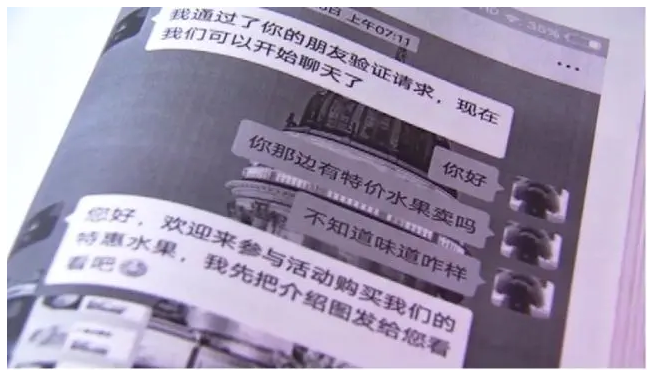 日 上午07:11
35%
我通过了你的朋友验证请求，现在
我们可以开始聊天了
你好
你那边有特价水果卖吗
不知道味道咋样
您好，欢迎来参与活动购买我们的
特惠水果，我先把介绍图发给您看
看吧